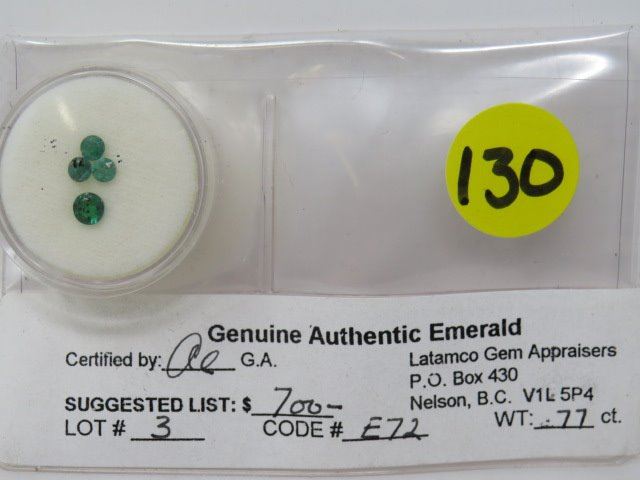 130
Genuine Authentic Emerald
Certified by: G.A.
Latamco Gem Appraisers
P.O. Box 430
SUGGESTED LIST: $ 700-
Nelson, B.C. V1L 5P4
LOT # 3 CODE # E72 WT: .77 ct.